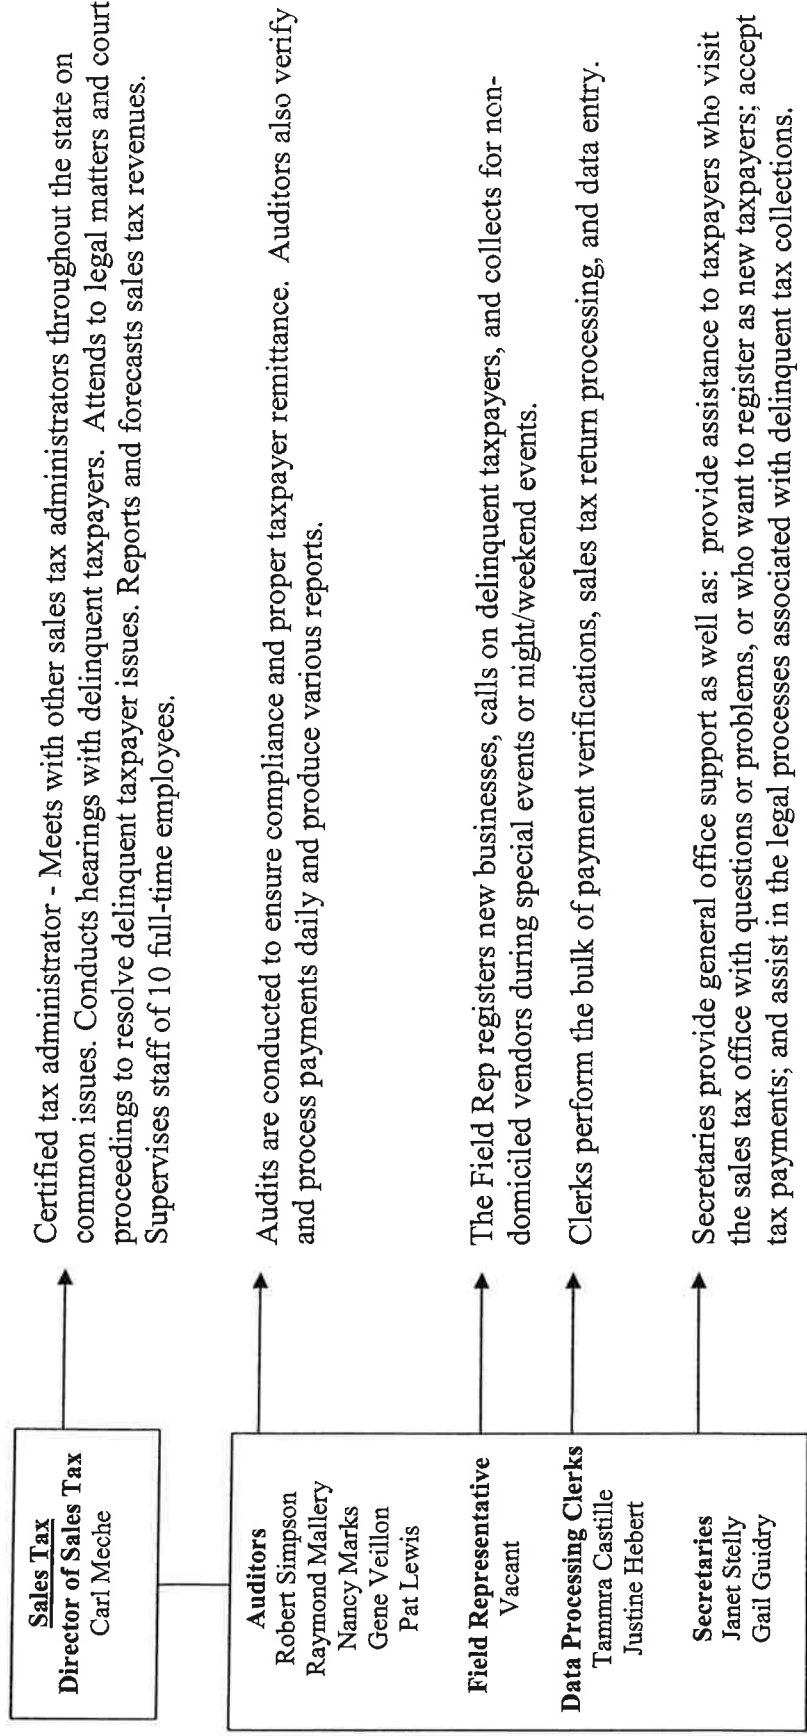 Sales Tax
Director of Sales Tax
Carl Meche
Certified tax administrator - Meets with other sales tax administrators throughout the state on
common issues. Conducts hearings with delinquent taxpayers.  Attends to legal matters and court
proceedings to resolve delinquent taxpayer issues. Reports and forecasts sales tax revenues.
Supervises staff of 10 full-time employees.
Auditors
Robert Simpson
Raymond Mallery
Nancy Marks
Gene Veillon
Pat Lewis
Audits are conducted to ensure compliance and proper taxpayer remittance.  Auditors also verify
and process payments daily and produce various reports.
Field Representative
Vacant
The Field Rep registers new businesses, calls on delinquent taxpayers, and collects for non-
domiciled vendors during special events or night/weekend events.
Data Processing Clerks
Tammra Castille
Justine Hebert
Clerks perform the bulk of payment verifications, sales tax return processing, and data entry.
Secretaries
Janet Stelly
Gail Guidry
Secretaries provide general office support as well as:  provide assistance to taxpayers who visit
the sales tax office with questions or problems, or who want to register as new taxpayers; accept
tax payments; and assist in the legal processes associated with delinquent tax collections.